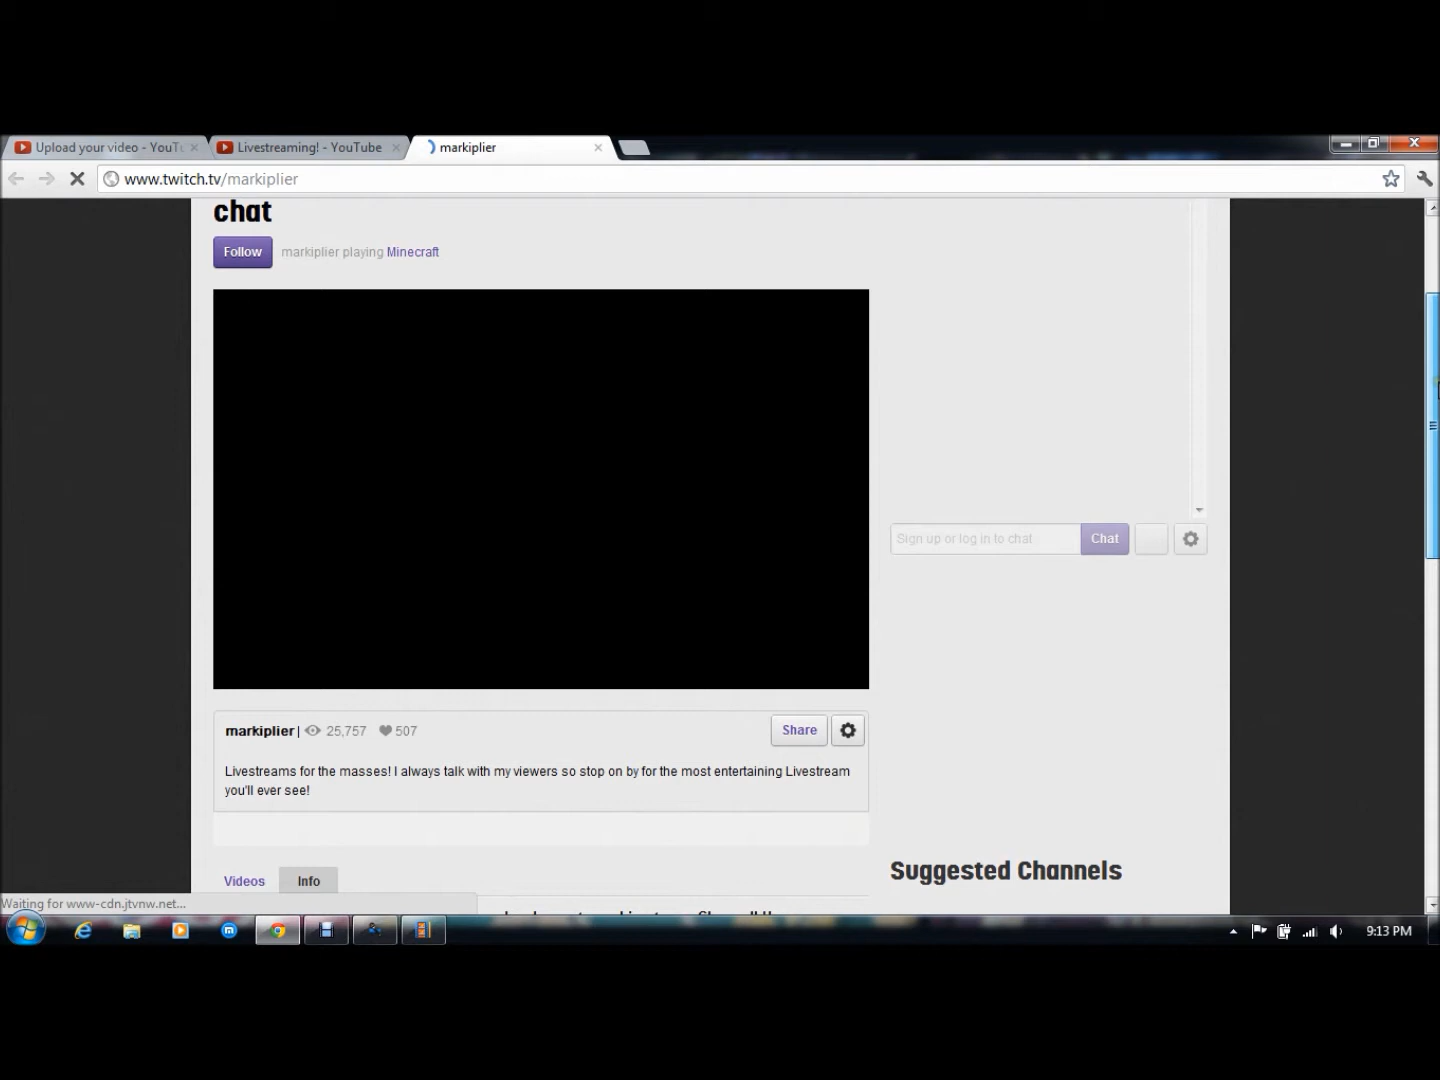 Upload your video - YouTu
Livestreaming! - YouTube
markiplier
www.twitch.tv/markiplier
chat
Follow
markiplier playing Minecraft
Sign up or log in to chat
Chat
markiplier | 25,757 507
Share
Livestreams for the masses! I always talk with my viewers so stop on by for the most entertaining Livestream
you'll ever see!
Suggested Channels
Videos
Info
Waiting for www-cdn.jtvnw.net...
9:13 PM